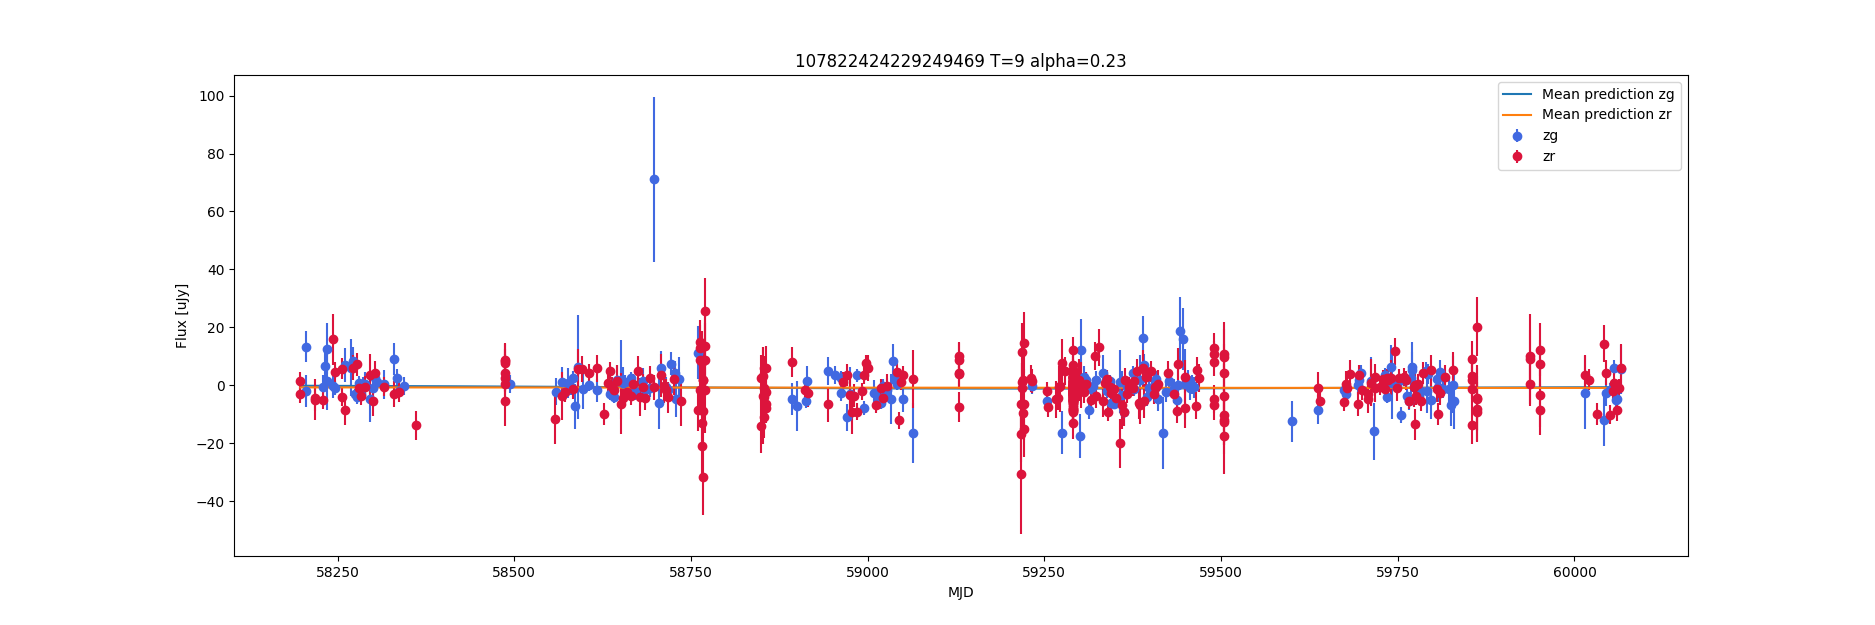 107822424229249469 T=9 alpha=0.23
Mean prediction zg
Mean prediction zr
zg
zr
Flux [uJy]
100
80
60
40
20
0
−20
−40
58250 58500 58750 59000 59250 59500 59750 60000
MJD